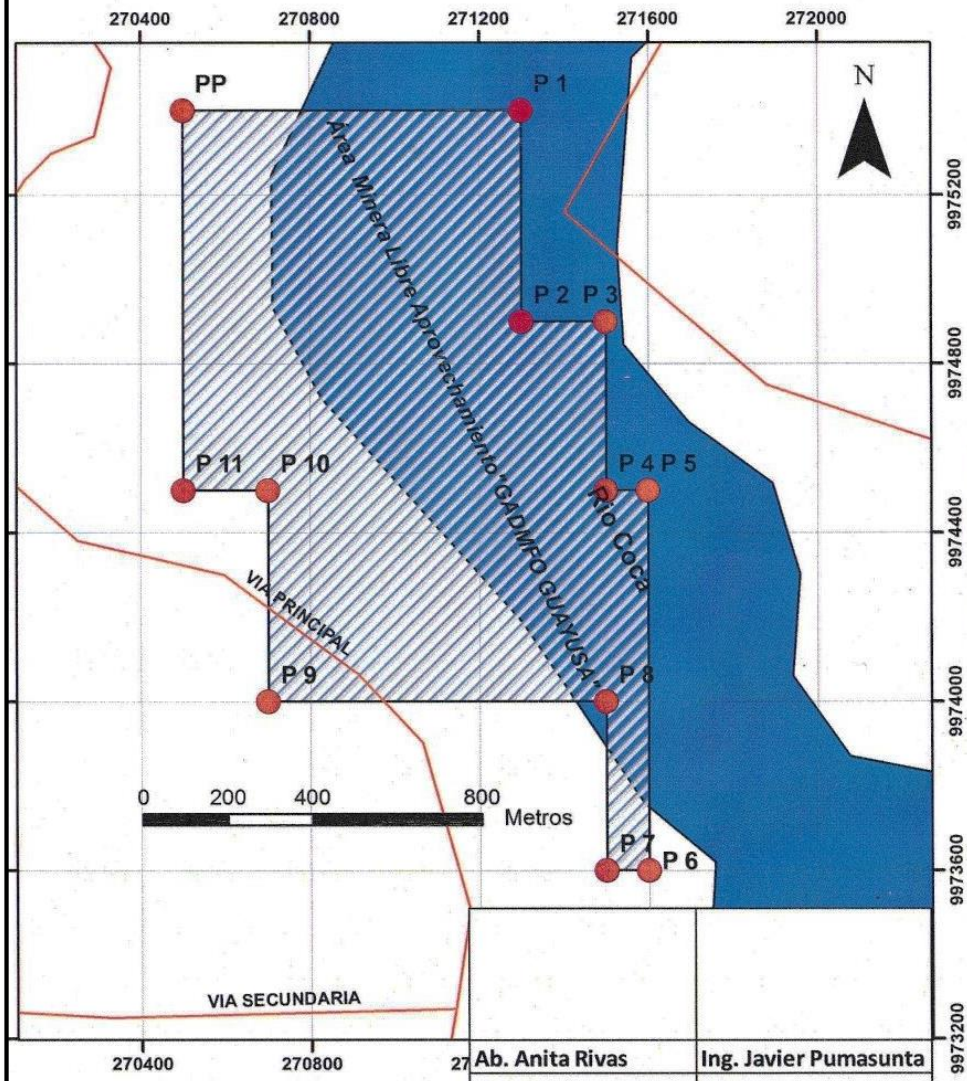 270400 270800 271200 271600 272000
N
PP
P 1
9975200
P 2 P 3
9974800
P 11 P 10
P 4 P 5
Área Minera Libre Aprovechamiento"GADMFO GUAYUSA"
Rio Coca
9974400
VIA PRINCIPAL
P 9
P 8
9974000
0 200 400 800
Metros
P 7
P 6
9973600
VIA SECUNDARIA
9973200
Ab. Anita Rivas
Ing. Javier Pumasunta
270400 270800